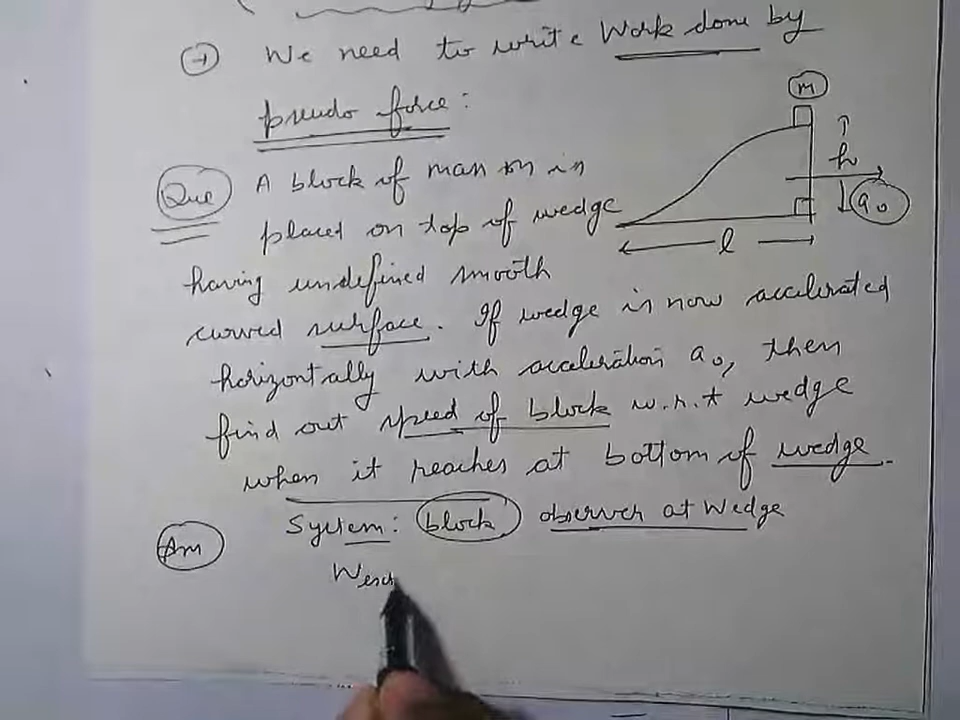 → We need to write Work done by
pseudo force:
m
h
a0
l
Que A block of mass m is
placed on top of wedge
having undefined smooth
curved surface. If wedge is now accelerated
horizontally with acceleration a0, then
find out speed of block w.r.t wedge
when it reaches at bottom of wedge.
Ans System: block observer at Wedge
Wext